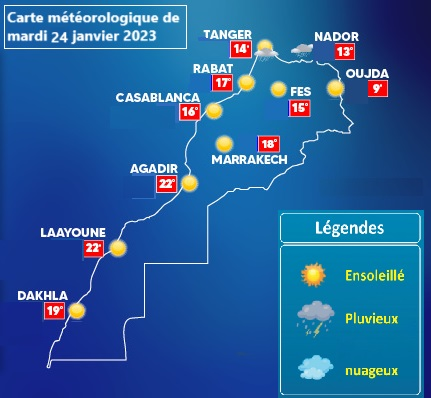 Carte météorologique de
mardi 24 janvier 2023
TANGER
14°
NADOR
13°
RABAT
17°
FES
15°
OUJDA
9°
CASABLANCA
16°
18°
MARRAKECH
AGADIR
22°
LAAYOUNE
22°
DAKHLA
19°
Légendes
Ensoleillé
Pluvieux
nuageux